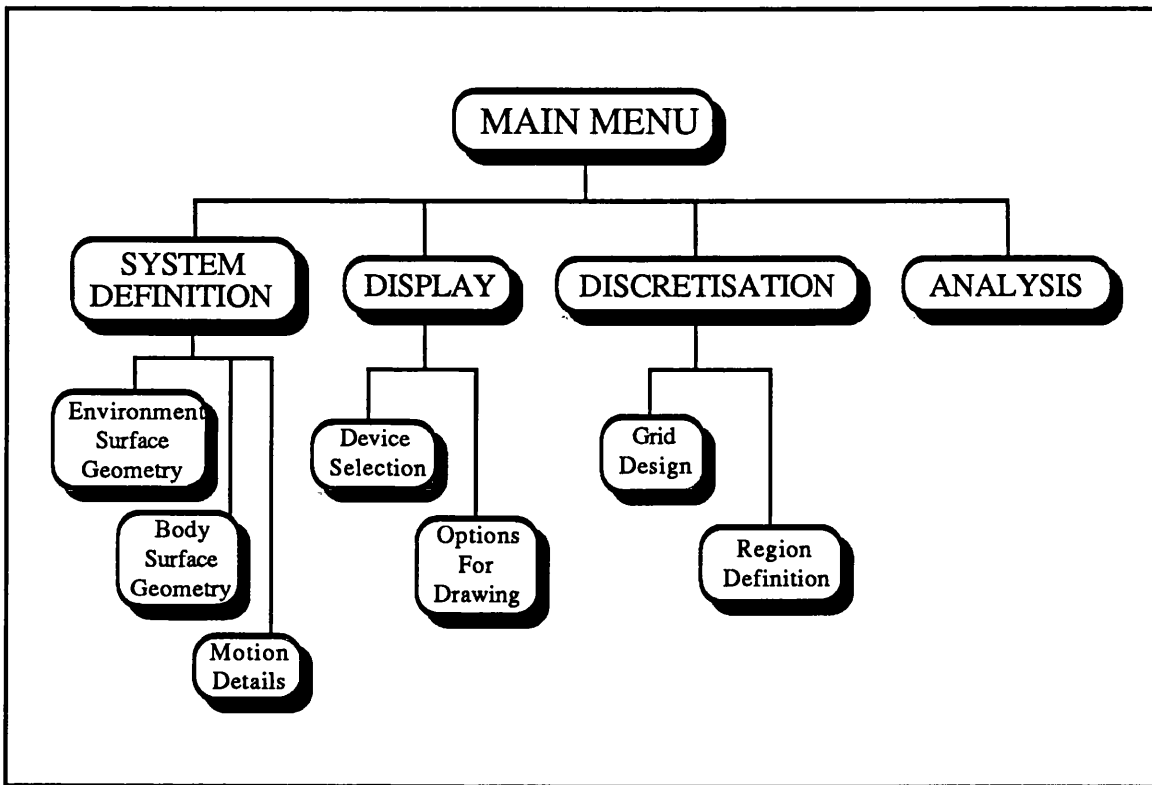 MAIN MENU
SYSTEM
DEFINITION
DISPLAY
DISCRETISATION
ANALYSIS
Environment
Surface
Geometry
Body
Surface
Geometry
Motion
Details
Device
Selection
Options
For
Drawing
Grid
Design
Region
Definition